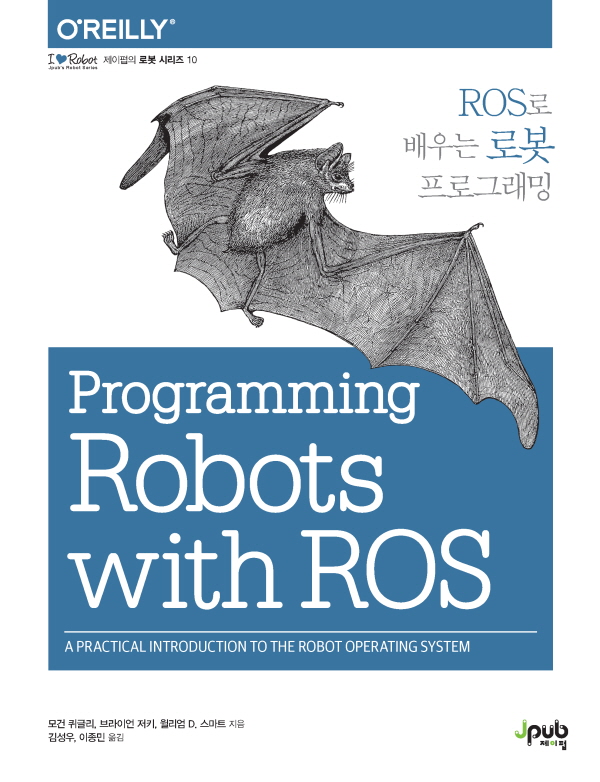 O'REILLY®
I ♥ Robot 제이펍의 로봇 시리즈 10
Jpub's Robot Series
ROS로
배우는 로봇
프로그래밍
Programming
Robots
with ROS
A PRACTICAL INTRODUCTION TO THE ROBOT OPERATING SYSTEM
모건 퀴글리, 브라이언 저키, 윌리엄 D. 스마트 지음
김성우, 이종민 옮김
Jpub
제이펍